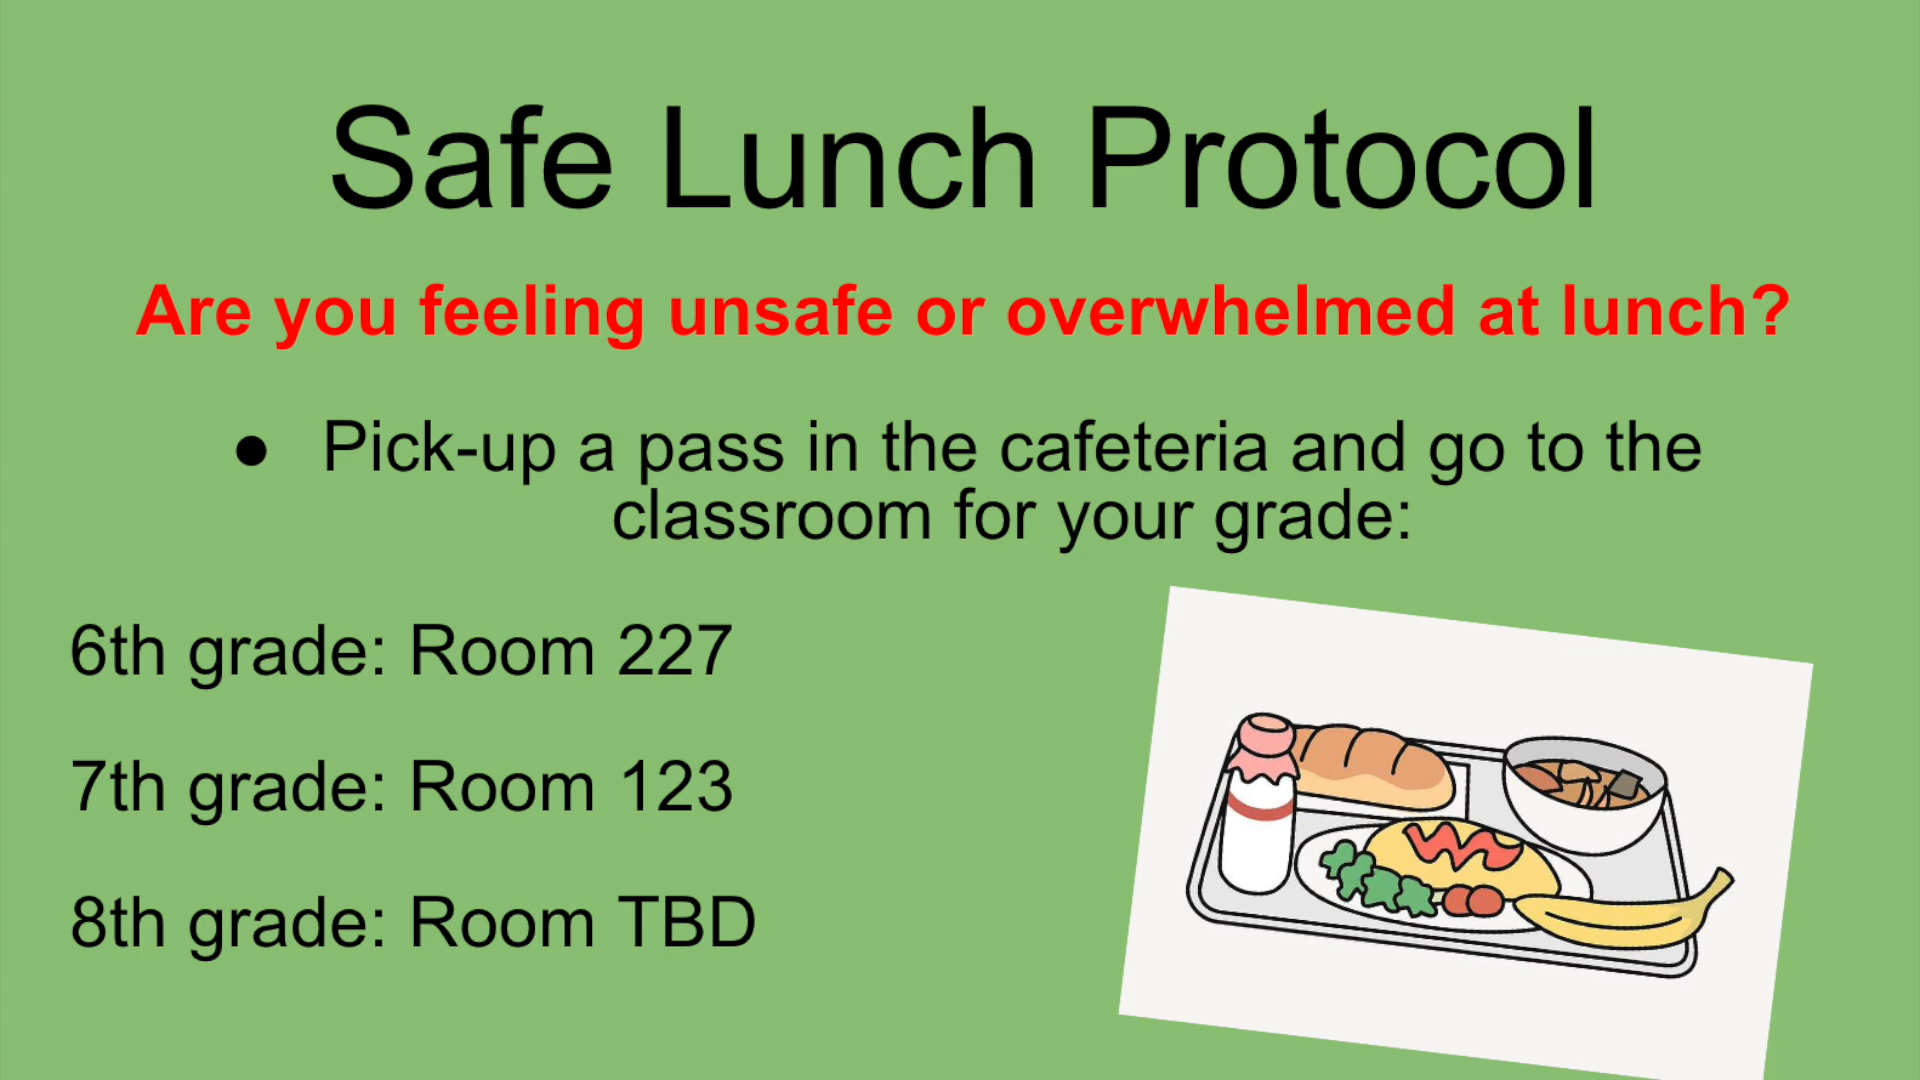 Safe Lunch Protocol
Are you feeling unsafe or overwhelmed at lunch?
● Pick-up a pass in the cafeteria and go to the
classroom for your grade:
6th grade: Room 227
7th grade: Room 123
8th grade: Room TBD